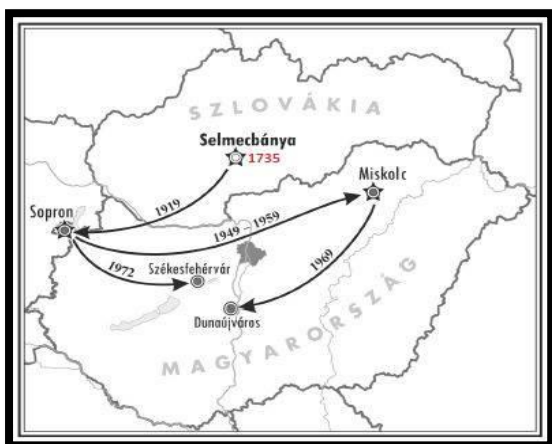 SZLOVÁKIA
Selmecbánya
1735
Miskolc
1919
Sopron
1949 - 1959
1972
Székesfehérvár
1969
Dunaújváros
MAGYARORSZÁG